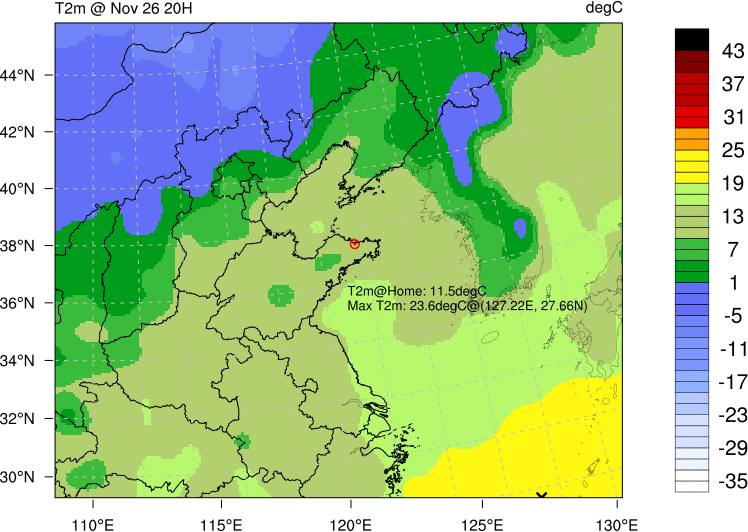 T2m @ Nov 26 20H
degC
44°N
42°N
40°N
38°N
36°N
34°N
32°N
30°N
110°E
115°E
120°E
125°E
130°E
T2m@Home: 11.5degC
Max T2m: 23.6degC@(127.22E, 27.66N)
43
37
31
25
19
13
7
1
-5
-11
-17
-23
-29
-35